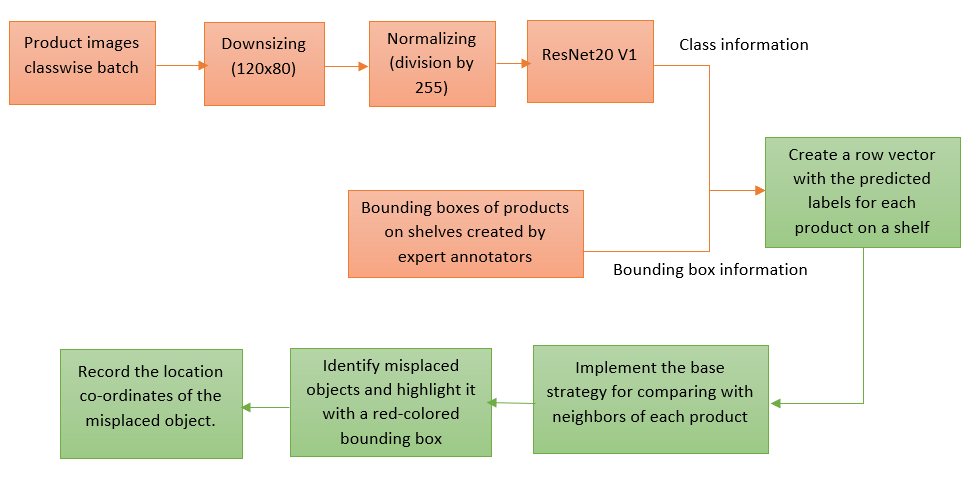 Product images
classwise batch
Downsizing
(120x80)
Normalizing
(division by
255)
ResNet20 V1
Class information
Bounding boxes of products
on shelves created by
expert annotators
Bounding box information
Create a row vector
with the predicted
labels for each
product on a shelf
Implement the base
strategy for comparing with
neighbors of each product
Identify misplaced
objects and highlight it
with a red-colored
bounding box
Record the location
co-ordinates of the
misplaced object.